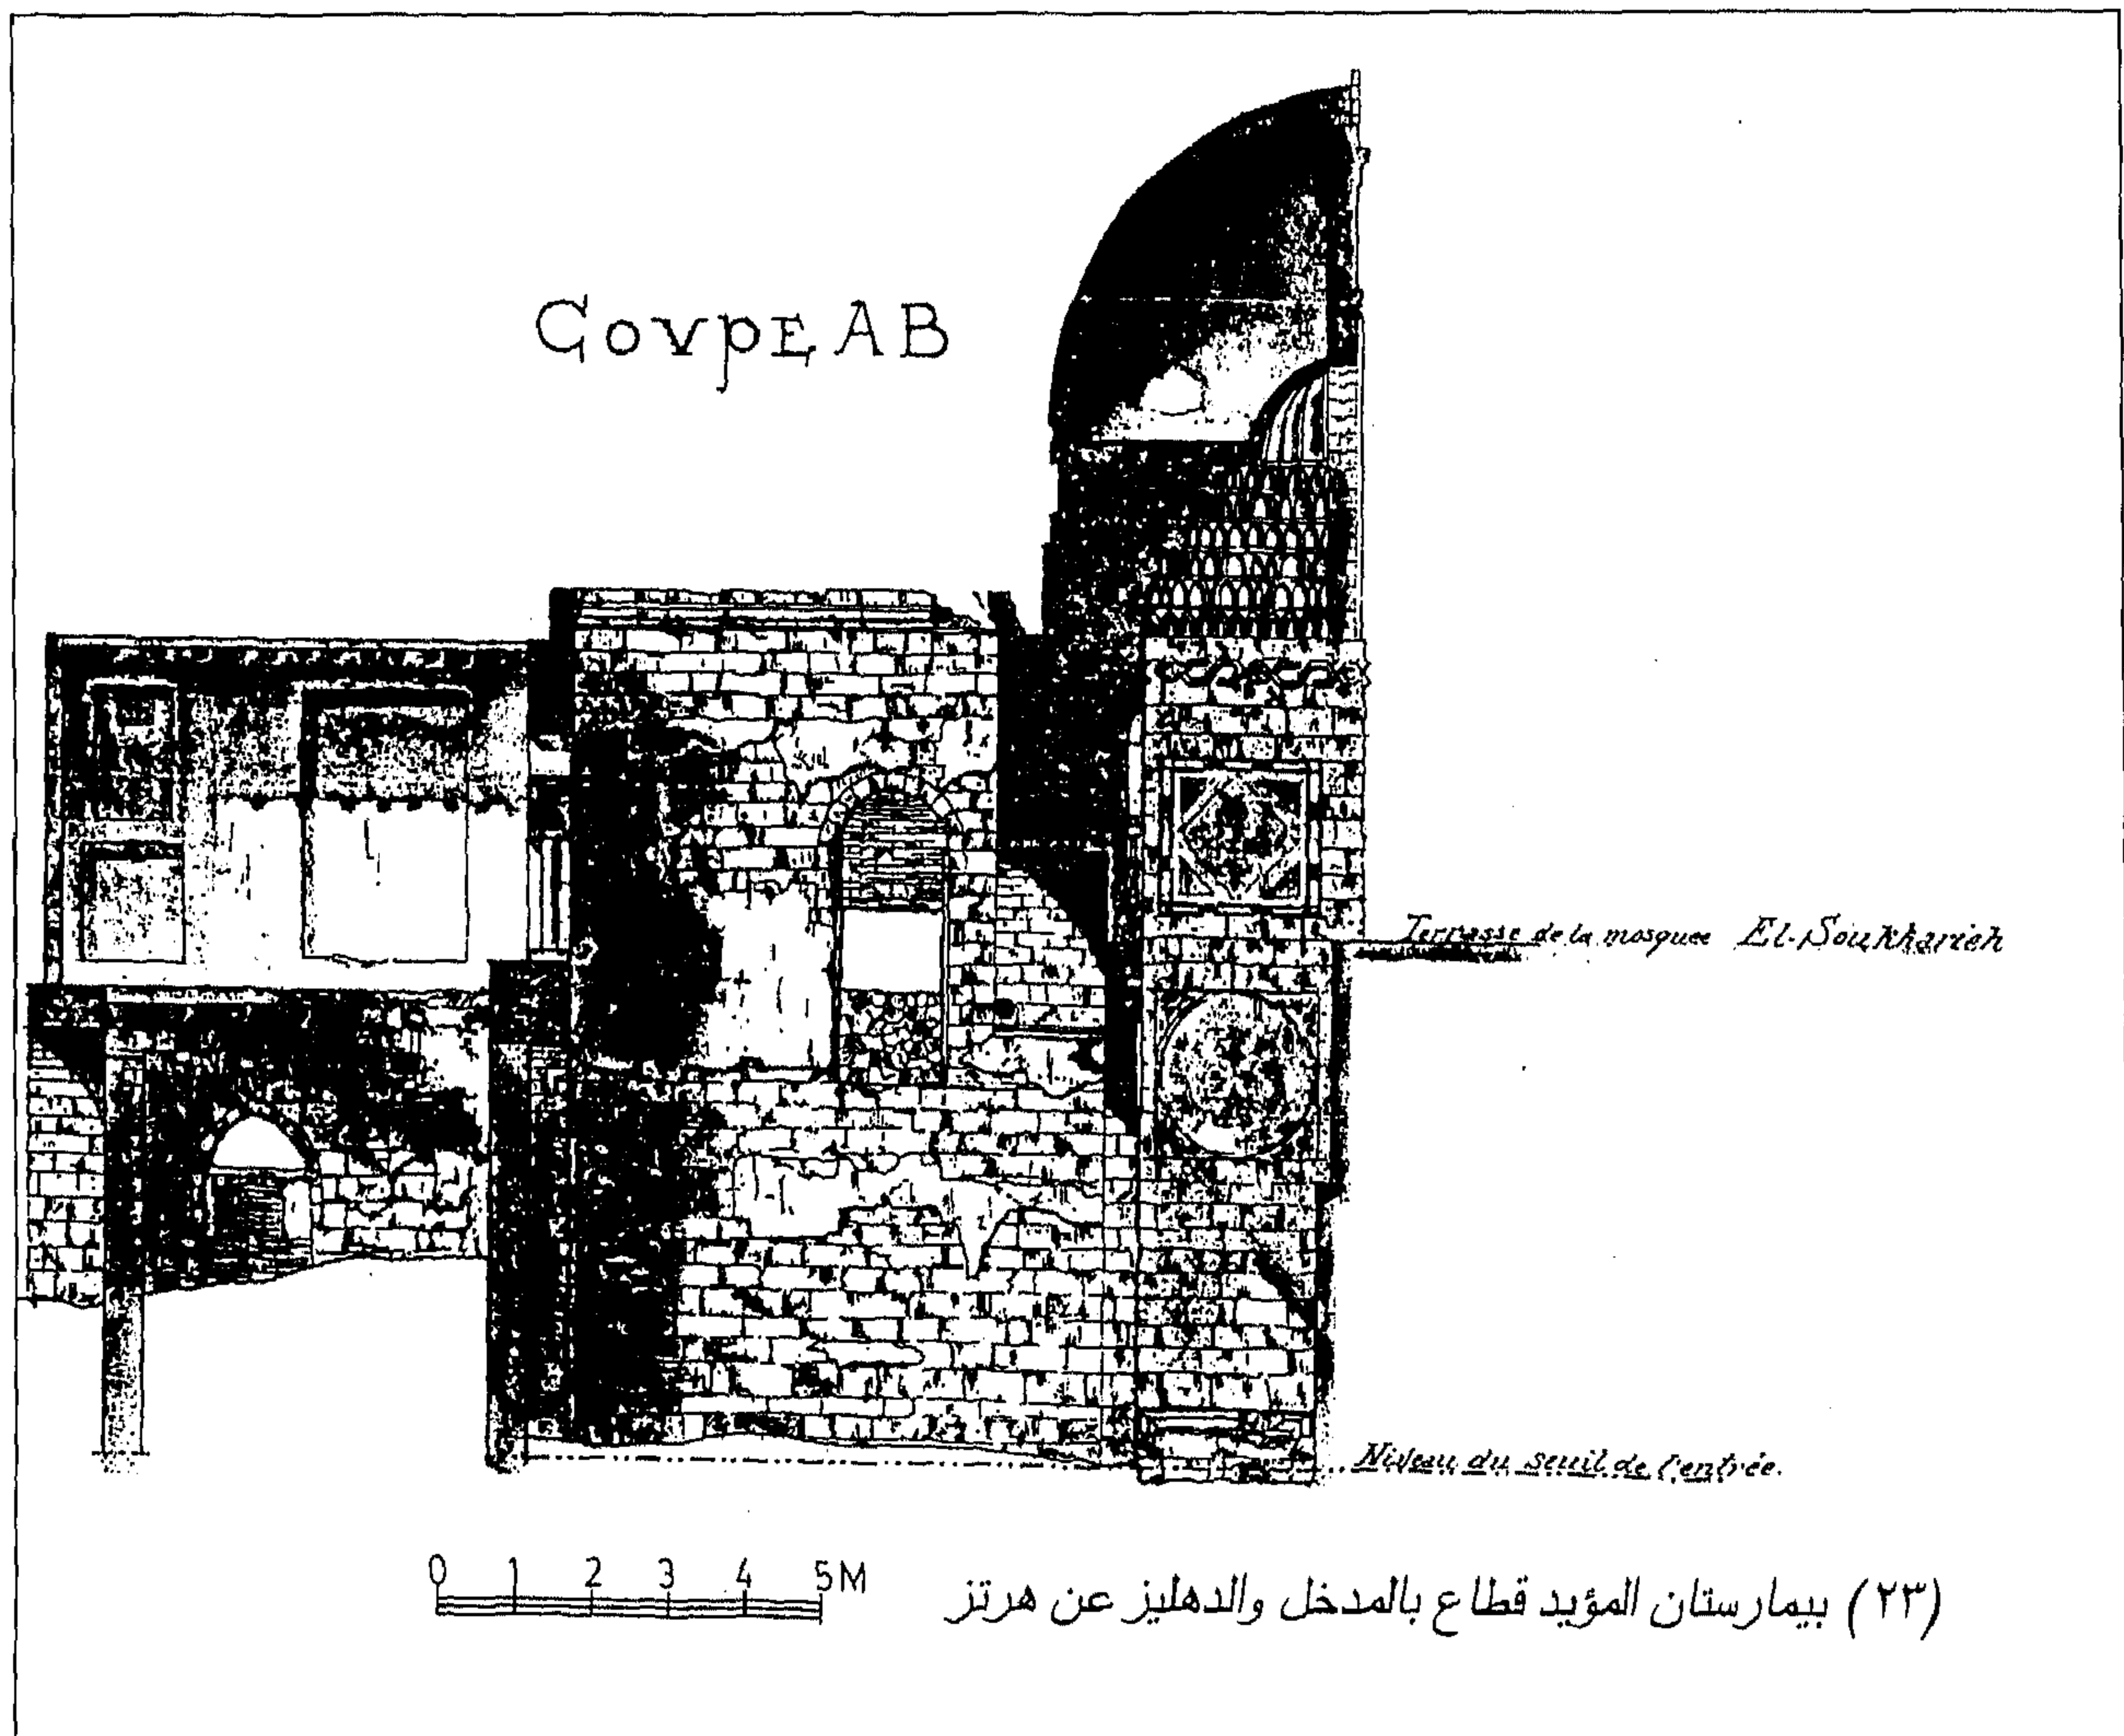 COUPE AB
Terrasse de la mosquee El-Soukharieh
Niveau du seuil de l'entrée.
0 1 2 3 4 5M
(٢٣) بيمارستان المؤيد قطاع بالمدخل والدهليز عن هرتز